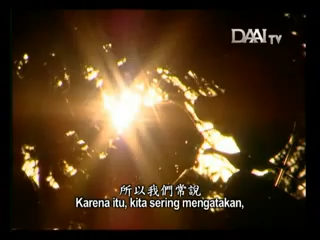 DAAI TV
所以我們常說
Karena itu, kita sering mengatakan,